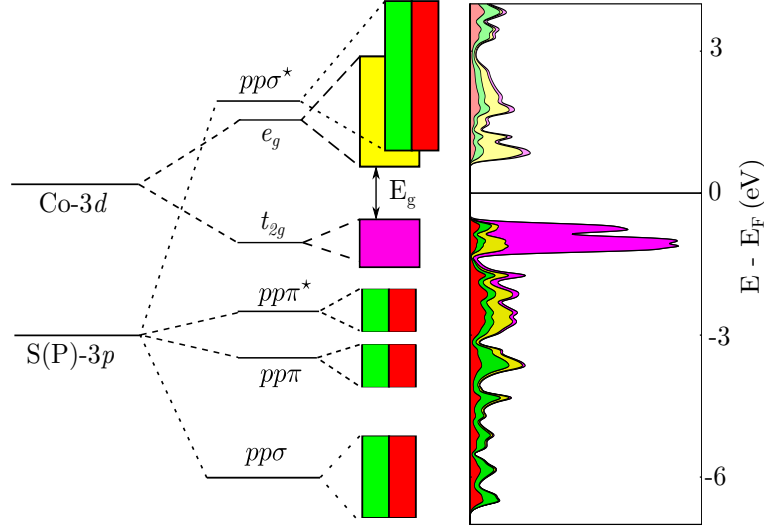 ppσ*
e_g
Co-3d
t_2g
E_g
ppπ*
S(P)-3p
ppπ
ppσ
3
0
-3
-6
E - E_F (eV)